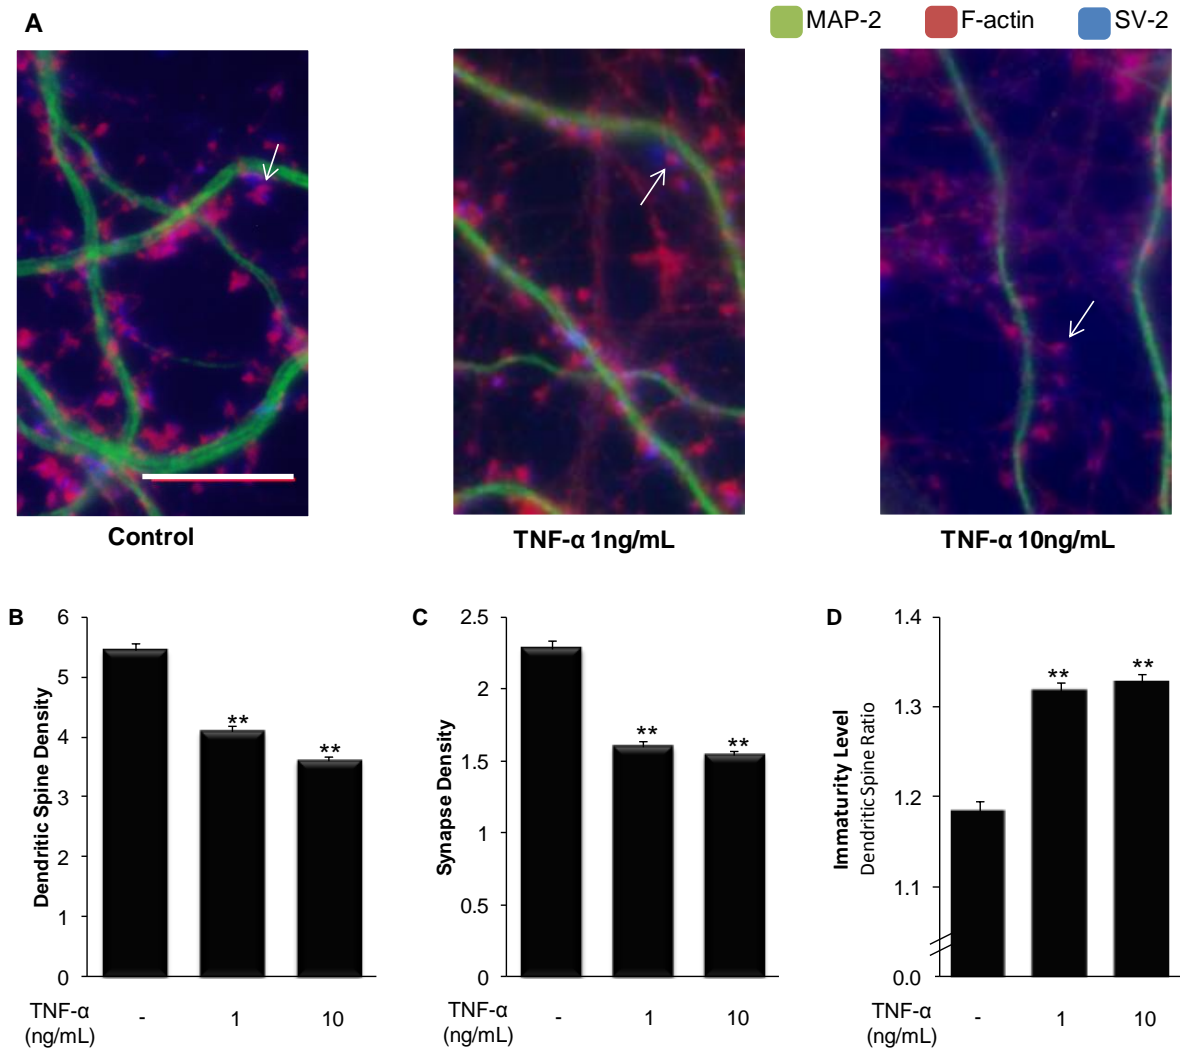 A
MAP-2 F-actin SV-2
Control
TNF-α 1ng/mL
TNF-α 10ng/mL
B
Dendritic Spine Density
6
5
4
3
2
1
0
**
**
TNF-α
(ng/mL)
- 1 10
C
Synapse Density
2.5
2
1.5
1
0.5
0
**
**
- 1 10
D
Immaturity Level
Dendritic Spine Ratio
1.4
1.3
1.2
1.1
0.0
**
**
TNF-α
(ng/mL)
- 1 10